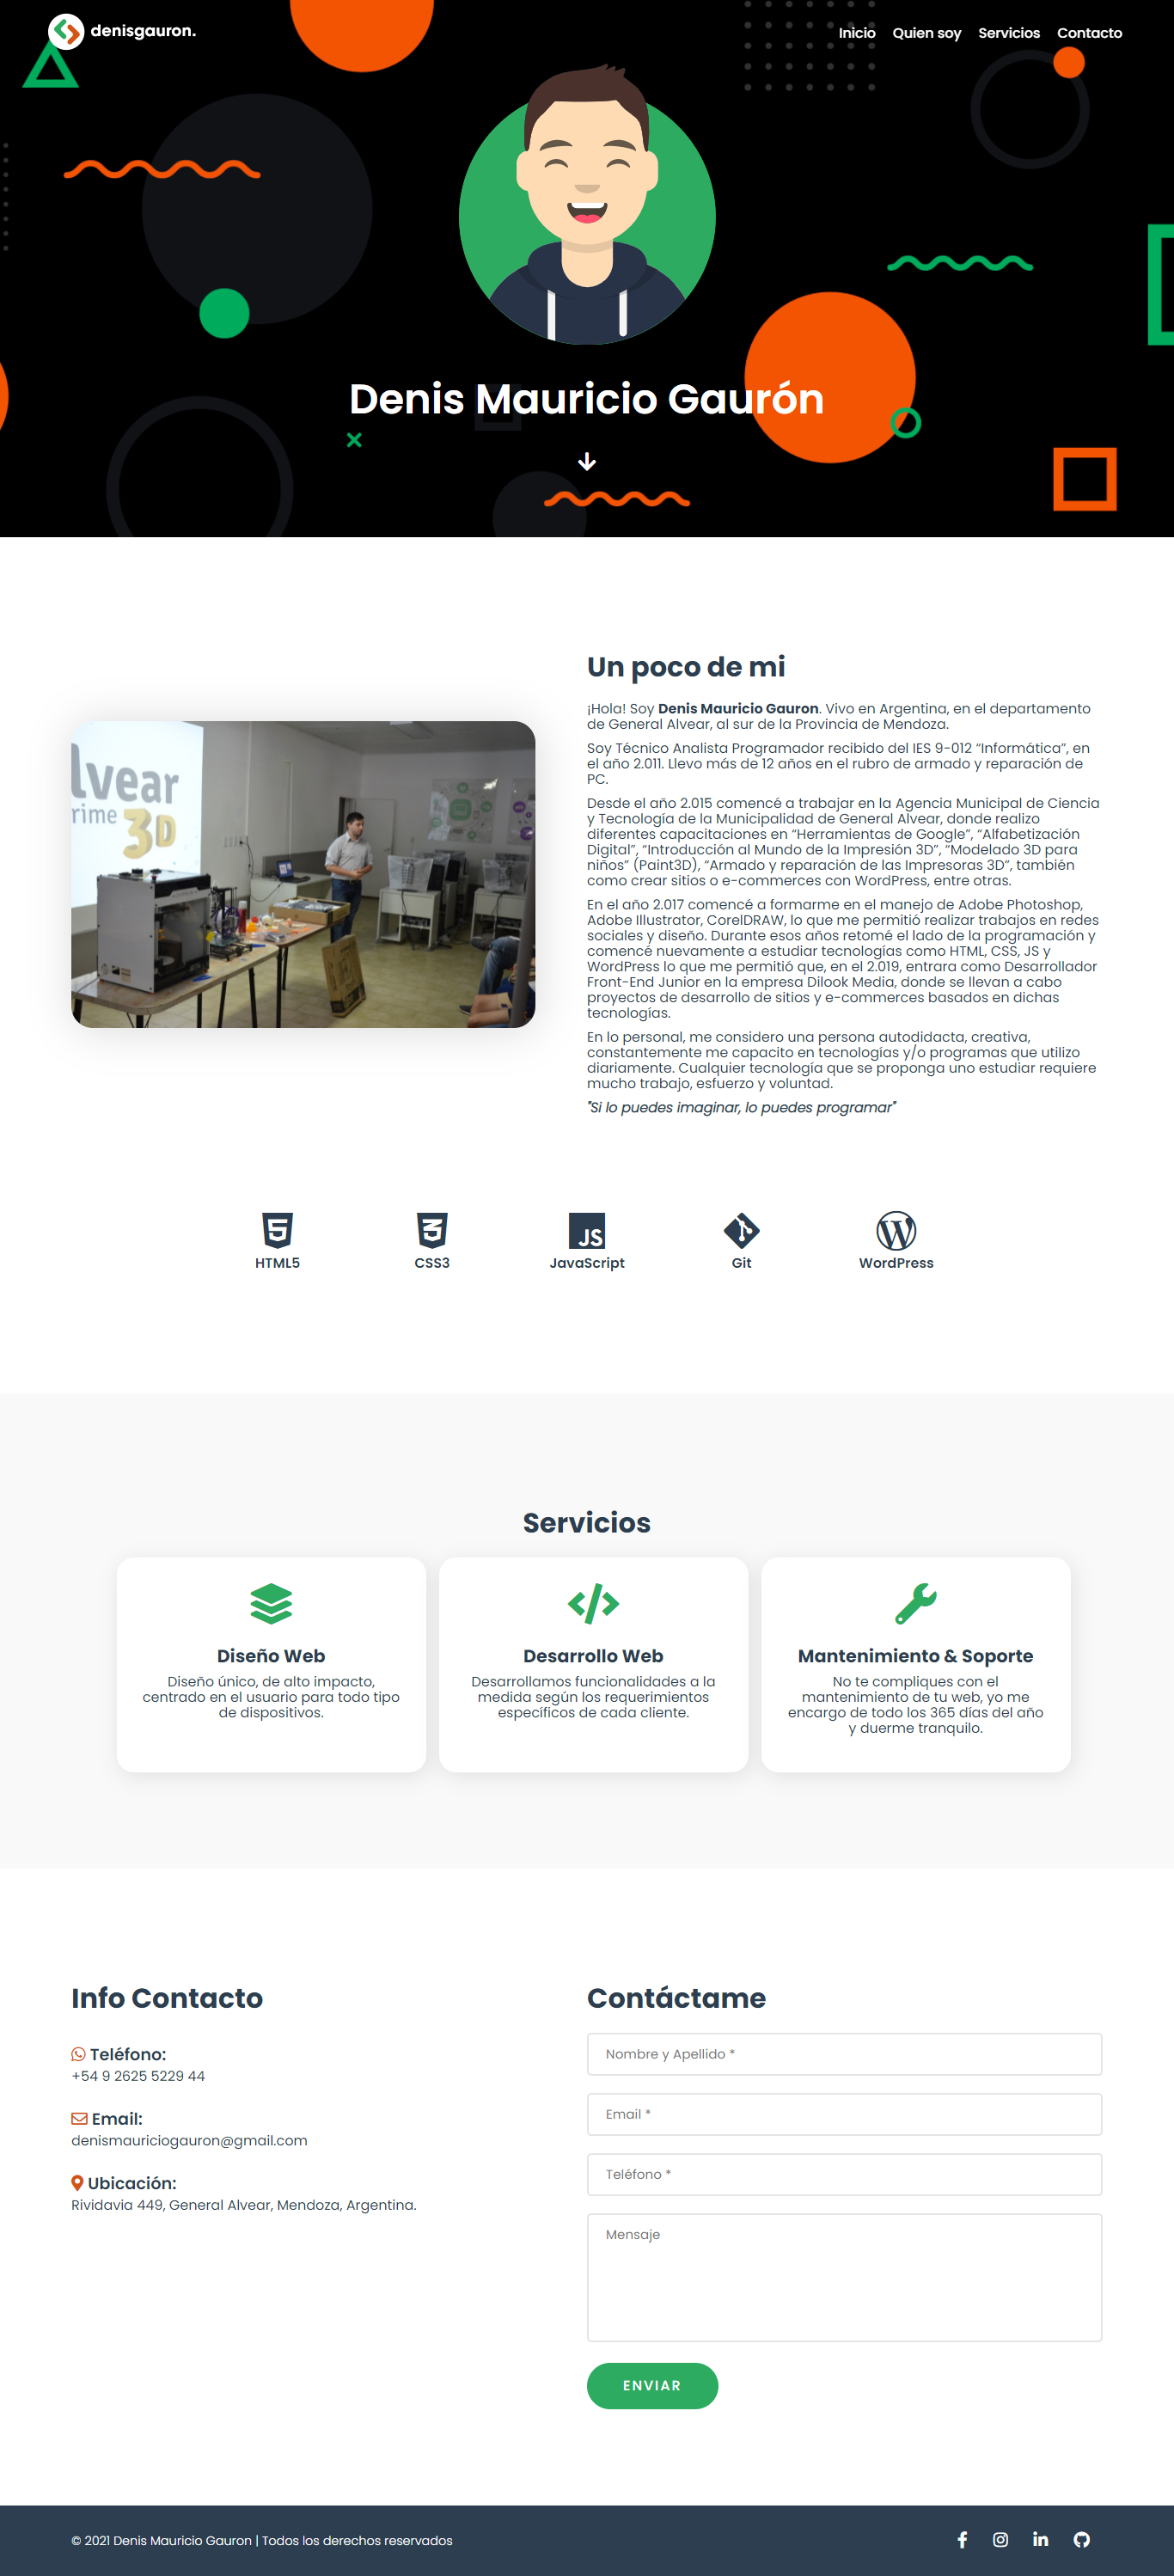 denisgauron.
Inicio Quien soy Servicios Contacto
Denis Mauricio Gaurón
Un poco de mi
¡Hola! Soy Denis Mauricio Gauron. Vivo en Argentina, en el departamento
de General Alvear, al sur de la Provincia de Mendoza.
Soy Técnico Analista Programador recibido del IES 9-012 “Informática”, en
el año 2.011. Llevo más de 12 años en el rubro de armado y reparación de
PC.
Desde el año 2.015 comencé a trabajar en la Agencia Municipal de Ciencia
y Tecnología de la Municipalidad de General Alvear, donde realizo
diferentes capacitaciones en “Herramientas de Google”, “Alfabetización
Digital”, “Introducción al Mundo de la Impresión 3D”, “Modelado 3D para
niños” (Paint3D), “Armado y reparación de las Impresoras 3D”, también
como crear sitios o e-commerces con WordPress, entre otras.
En el año 2.017 comencé a formarme en el manejo de Adobe Photoshop,
Adobe Illustrator, CorelDRAW, lo que me permitió realizar trabajos en redes
sociales y diseño. Durante esos años retomé el lado de la programación y
comencé nuevamente a estudiar tecnologías como HTML, CSS, JS y
WordPress lo que me permitió que, en el 2.019, entrara como Desarrollador
Front-End Junior en la empresa Dilook Media, donde se llevan a cabo
proyectos de desarrollo de sitios y e-commerces basados en dichas
tecnologías.
En lo personal, me considero una persona autodidacta, creativa,
constantemente me capacito en tecnologías y/o programas que utilizo
diariamente. Cualquier tecnología que se proponga uno estudiar requiere
mucho trabajo, esfuerzo y voluntad.
"Si lo puedes imaginar, lo puedes programar"
lvear
rime 3D
JS
HTML5 CSS3 JavaScript Git WordPress
Servicios
Diseño Web
Diseño único, de alto impacto,
centrado en el usuario para todo tipo
de dispositivos.
Desarrollo Web
Desarrollamos funcionalidades a la
medida según los requerimientos
específicos de cada cliente.
Mantenimiento & Soporte
No te compliques con el
mantenimiento de tu web, yo me
encargo de todo los 365 días del año
y duerme tranquilo.
Info Contacto
Teléfono:
+54 9 2625 5229 44
Email:
denismauriciogauron@gmail.com
Ubicación:
Rividavia 449, General Alvear, Mendoza, Argentina.
Contáctame
Nombre y Apellido *
Email *
Teléfono *
Mensaje
ENVIAR
© 2021 Denis Mauricio Gauron | Todos los derechos reservados